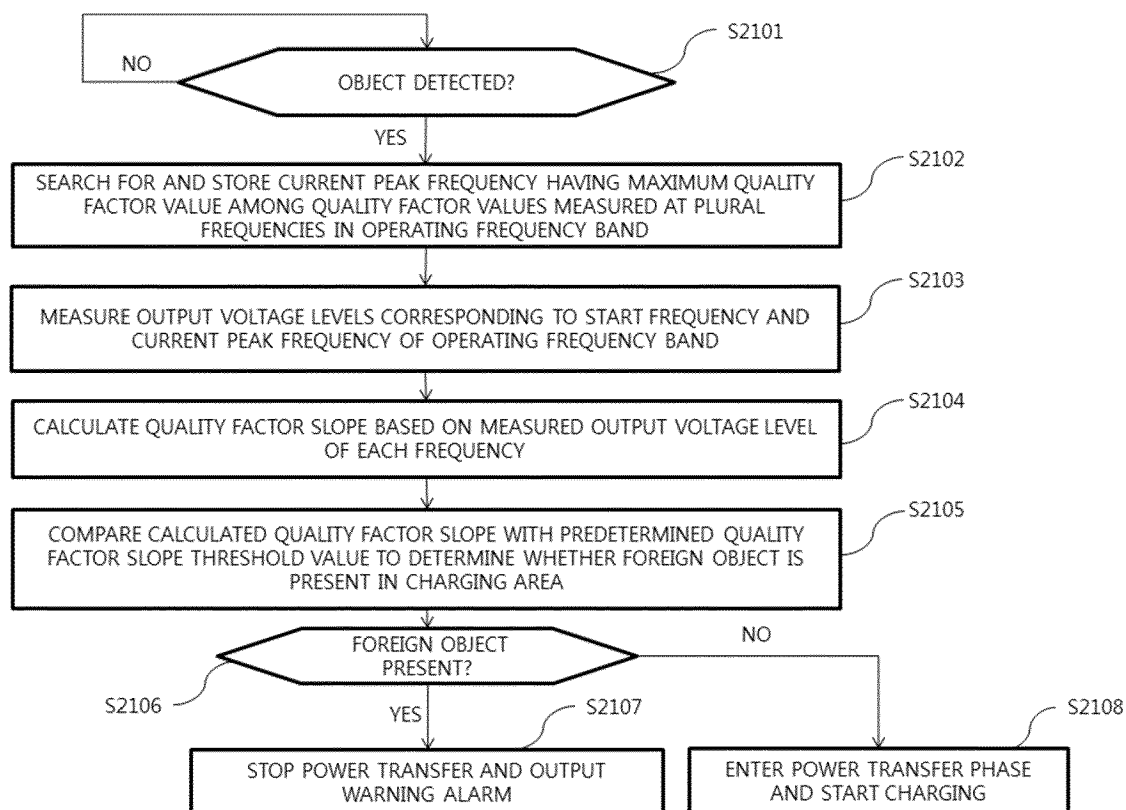 S2101
NO
OBJECT DETECTED?
YES
S2102
SEARCH FOR AND STORE CURRENT PEAK FREQUENCY HAVING MAXIMUM QUALITY
FACTOR VALUE AMONG QUALITY FACTOR VALUES MEASURED AT PLURAL
FREQUENCIES IN OPERATING FREQUENCY BAND
S2103
MEASURE OUTPUT VOLTAGE LEVELS CORRESPONDING TO START FREQUENCY AND
CURRENT PEAK FREQUENCY OF OPERATING FREQUENCY BAND
S2104
CALCULATE QUALITY FACTOR SLOPE BASED ON MEASURED OUTPUT VOLTAGE LEVEL
OF EACH FREQUENCY
S2105
COMPARE CALCULATED QUALITY FACTOR SLOPE WITH PREDETERMINED QUALITY
FACTOR SLOPE THRESHOLD VALUE TO DETERMINE WHETHER FOREIGN OBJECT IS
PRESENT IN CHARGING AREA
FOREIGN OBJECT
PRESENT?
NO
S2106
YES
S2107
S2108
STOP POWER TRANSFER AND OUTPUT
WARNING ALARM
ENTER POWER TRANSFER PHASE
AND START CHARGING